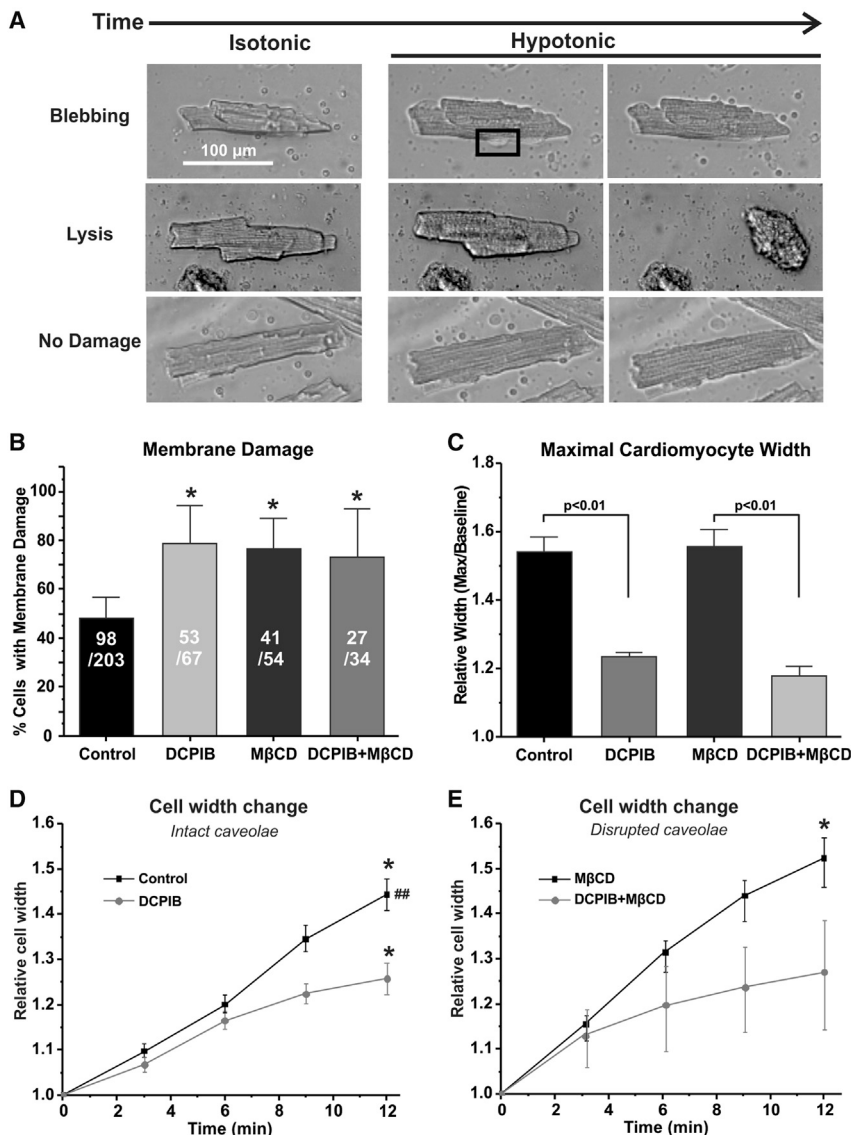 A
Time
Isotonic
Hypotonic
Blebbing
100 µm
Lysis
No Damage
B
Membrane Damage
% Cells with Membrane Damage
100
80
60
40
20
0
*
*
*
98
/203
53
/67
41
/54
27
/34
Control
DCPIB
MβCD
DCPIB+MβCD
C
Maximal Cardiomyocyte Width
Relative Width (Max/Baseline)
1.8
1.6
1.4
1.2
1.0
p<0.01
p<0.01
Control
DCPIB
MβCD
DCPIB+MβCD
D
Cell width change
Intact caveolae
Relative cell width
1.6
1.5
1.4
1.3
1.2
1.1
1.0
Control
DCPIB
*
##
*
0
2
4
6
8
10
12
Time (min)
E
Cell width change
Disrupted caveolae
Relative cell width
1.6
1.5
1.4
1.3
1.2
1.1
1.0
MβCD
DCPIB+MβCD
*
0
2
4
6
8
10
12
Time (min)